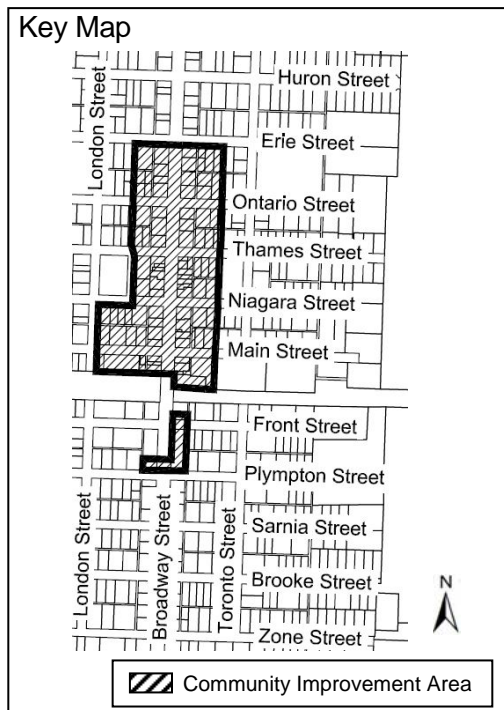 Key Map
Huron Street
London Street
Erie Street
Ontario Street
Thames Street
Niagara Street
Main Street
Front Street
Plympton Street
London Street
Broadway Street
Toronto Street
Sarnia Street
Brooke Street
Zone Street
N
Community Improvement Area